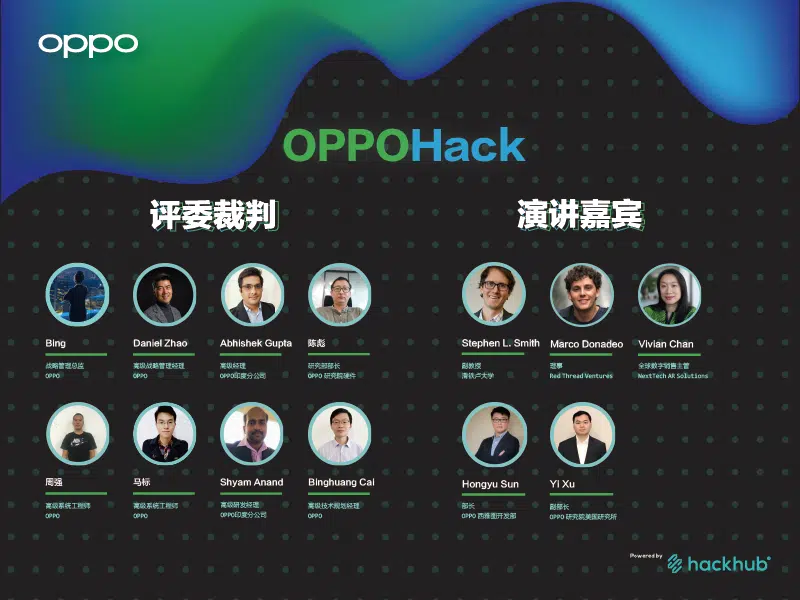 oppo
OPPOHack
评委裁判
演讲嘉宾
Bing
战略管理总监
OPPO
Daniel Zhao
高级战略管理经理
OPPO
Abhishek Gupta
高级经理
OPPO印度分公司
陈彪
研究部部长
OPPO 研究院硬件
Stephen L. Smith
副教授
滑铁卢大学
Marco Donadeo
理事
Red Thread Ventures
Vivian Chan
全球数字销售主管
NexTech AR Solutions
周强
高级系统工程师
OPPO
马标
高级系统工程师
OPPO
Shyam Anand
高级研发经理
OPPO印度分公司
Binghuang Cai
高级技术规划经理
OPPO
Hongyu Sun
部长
OPPO 西雅图开发部
Yi Xu
副部长
OPPO 研究院美国研究所
Powered by
hackhub